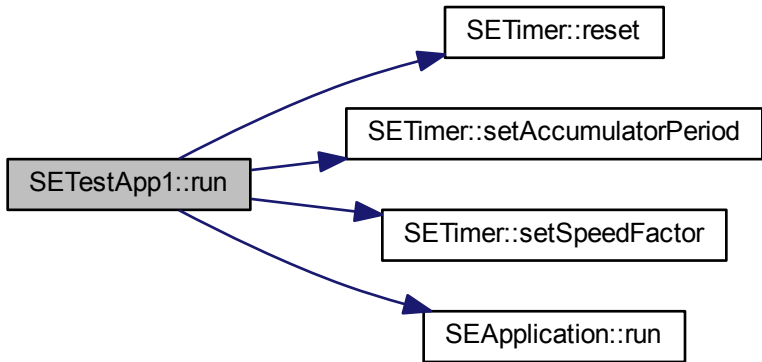 SETimer::reset
SETimer::setAccumulatorPeriod
SETestApp1::run
SETimer::setSpeedFactor
SEApplication::run